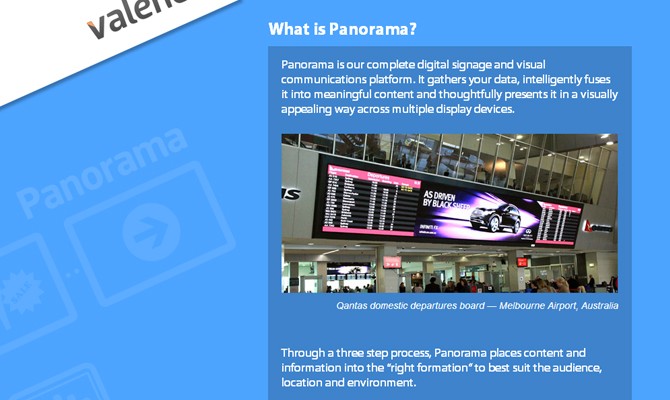 What is Panorama?
Panorama is our complete digital signage and visual
communications platform. It gathers your data, intelligently fuses
it into meaningful content and thoughtfully presents it in a visually
appealing way across multiple display devices.
Panorama
AS DRIVEN
BY BLACK SHEEP
Qantas domestic departures board — Melbourne Airport, Australia
Through a three step process, Panorama places content and
information into the “right formation” to best suit the audience,
location and environment.